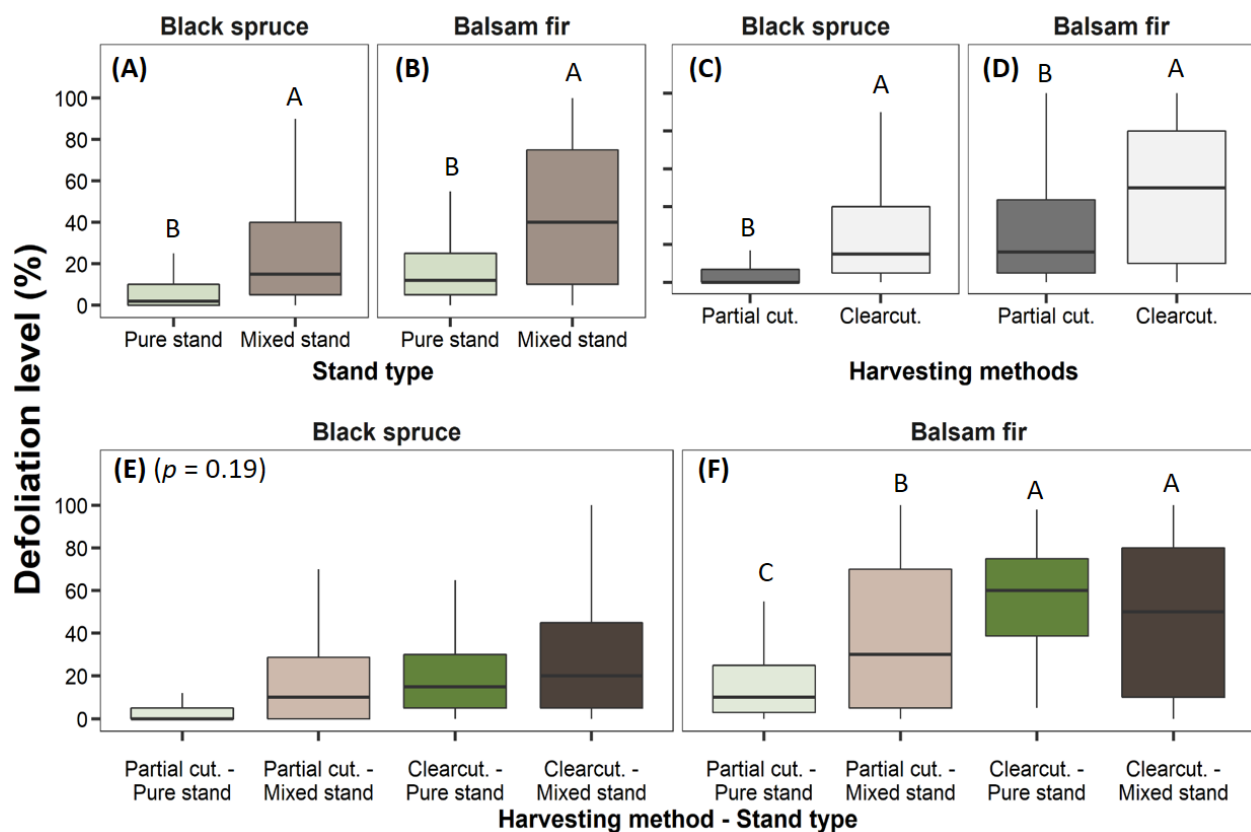 Black spruce
Balsam fir
Black spruce
Balsam fir
(A)
(B)
(C)
(D)
B
A
B
A
B
A
B
A
100
80
60
40
20
0
Pure stand
Mixed stand
Pure stand
Mixed stand
Partial cut.
Clearcut.
Partial cut.
Clearcut.
Stand type
Harvesting methods
Defoliation level (%)
Black spruce
Balsam fir
(E) (p = 0.19)
(F)
C
B
A
A
100
80
60
40
20
0
Partial cut. -
Pure stand
Partial cut. -
Mixed stand
Clearcut. -
Pure stand
Clearcut. -
Mixed stand
Partial cut. -
Pure stand
Partial cut. -
Mixed stand
Clearcut. -
Pure stand
Clearcut. -
Mixed stand
Harvesting method - Stand type